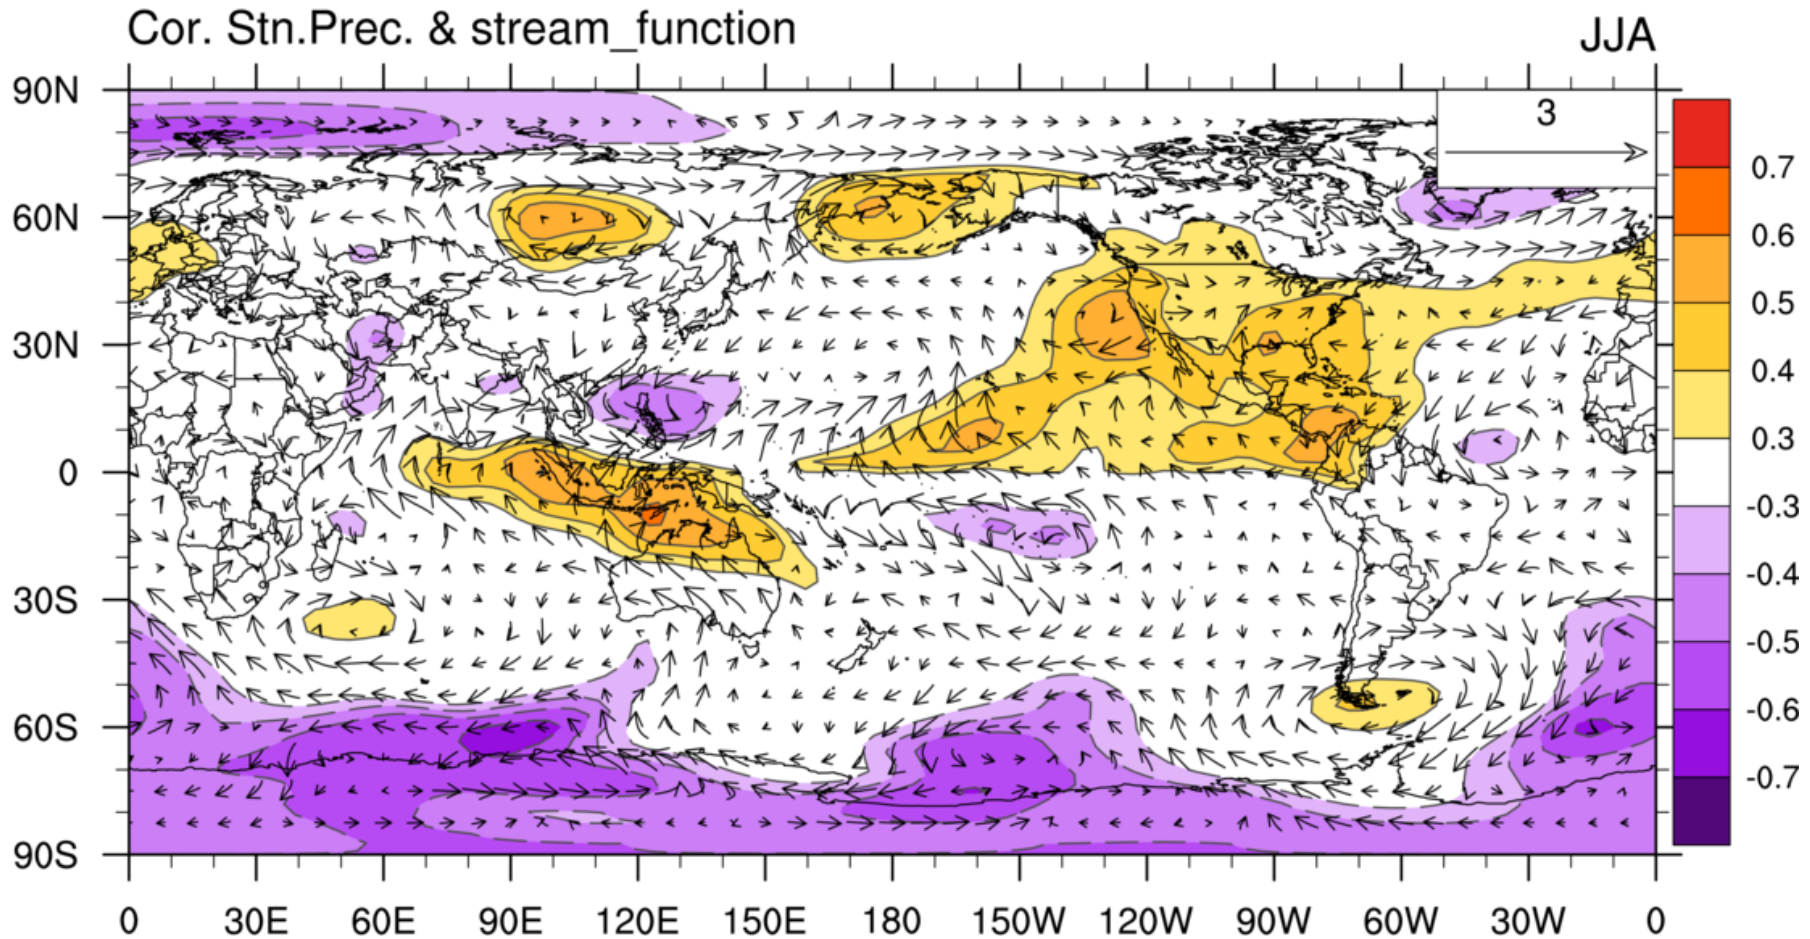 Cor. Stn.Prec. & stream_function JJA
3
90N
60N
30N
0
30S
60S
90S
0 30E 60E 90E 120E 150E 180 150W 120W 90W 60W 30W 0
0.7
0.6
0.5
0.4
0.3
-0.3
-0.4
-0.5
-0.6
-0.7